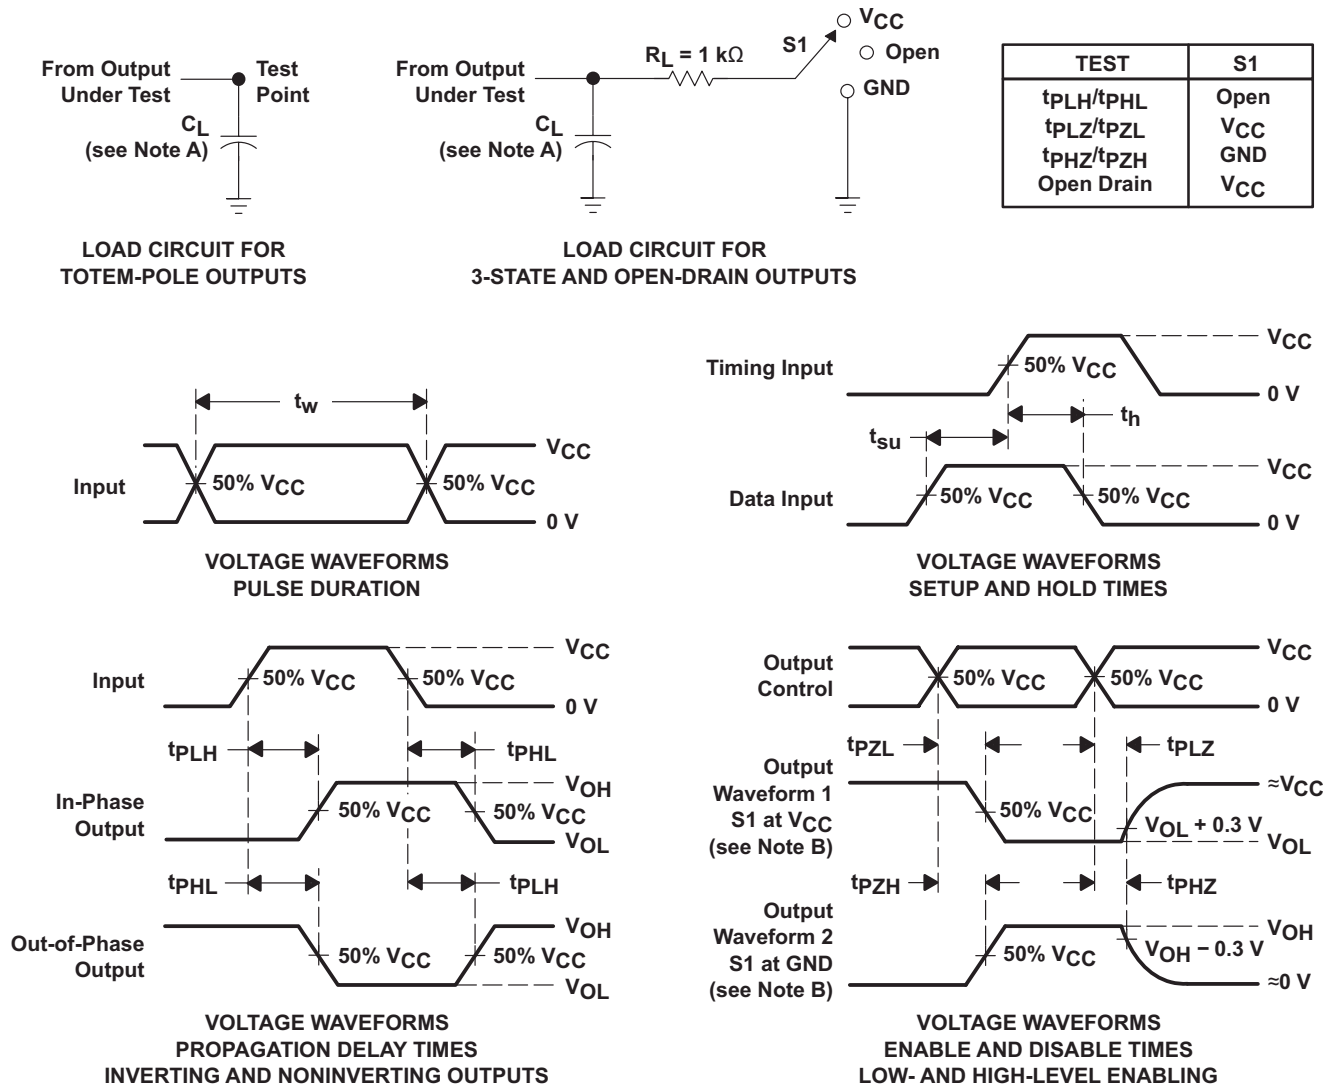 From Output
Under Test
Test
Point
CL
(see Note A)
LOAD CIRCUIT FOR
TOTEM-POLE OUTPUTS
From Output
Under Test
RL = 1 kΩ
S1
VCC
Open
GND
CL
(see Note A)
LOAD CIRCUIT FOR
3-STATE AND OPEN-DRAIN OUTPUTS
TEST S1
tPLH/tPHL Open
tPLZ/tPZL VCC
tPHZ/tPZH GND
Open Drain VCC
tw
VCC
Input
50% VCC
50% VCC
0 V
VOLTAGE WAVEFORMS
PULSE DURATION
VCC
Timing Input
50% VCC
0 V
th
tsu
VCC
Data Input
50% VCC
50% VCC
0 V
VOLTAGE WAVEFORMS
SETUP AND HOLD TIMES
VCC
Input
50% VCC
50% VCC
0 V
tPLH
tPHL
VOH
In-Phase
Output
50% VCC
50% VCC
VOL
tPHL
tPLH
VOH
Out-of-Phase
Output
50% VCC
50% VCC
VOL
VOLTAGE WAVEFORMS
PROPAGATION DELAY TIMES
INVERTING AND NONINVERTING OUTPUTS
VCC
Output
Control
50% VCC
50% VCC
0 V
tPZL
tPLZ
Output
Waveform 1
S1 at VCC
(see Note B)
≈VCC
50% VCC
VOL + 0.3 V
VOL
tPZH
tPHZ
Output
Waveform 2
S1 at GND
(see Note B)
VOH
50% VCC
VOH − 0.3 V
≈0 V
VOLTAGE WAVEFORMS
ENABLE AND DISABLE TIMES
LOW- AND HIGH-LEVEL ENABLING